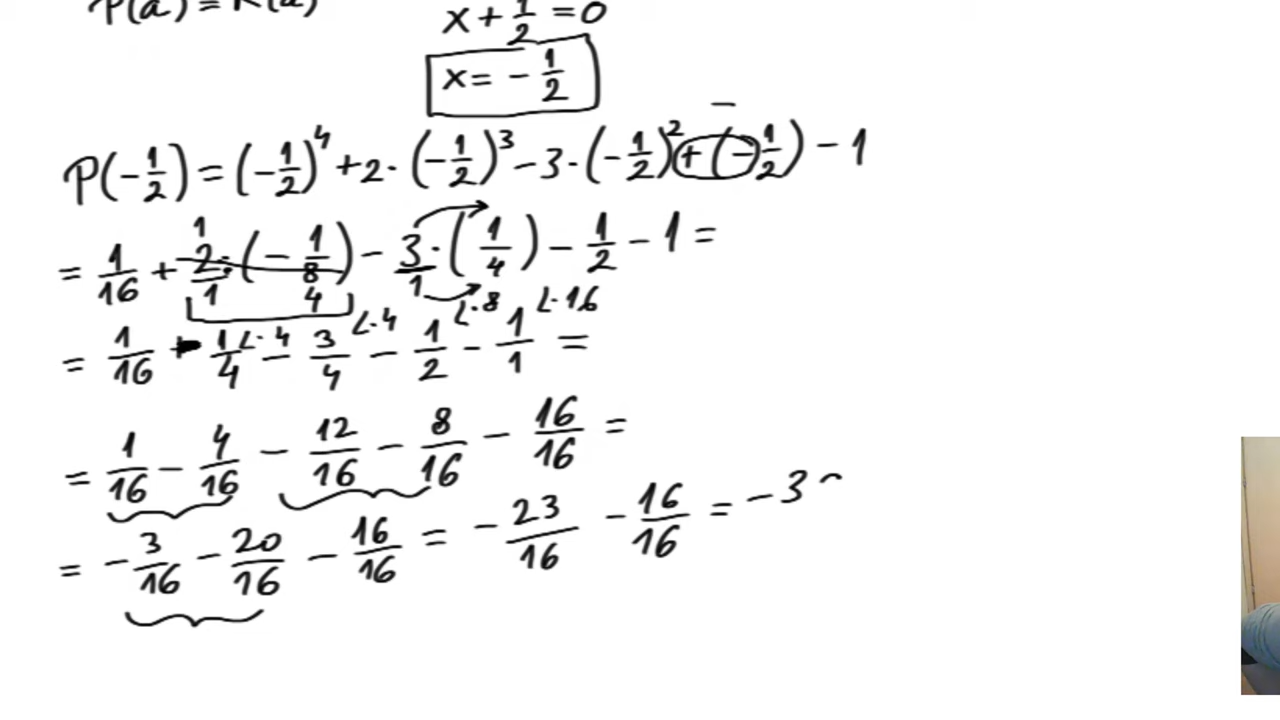 P(a) = R(a)
x + 1/2 = 0
x = - 1/2
P(-1/2) = (-1/2)^4 + 2·(-1/2)^3 - 3·(-1/2)^2 + (-1/2) - 1
= 1/16 + 2/1·(-1/8) - 3/1·(1/4) - 1/2 - 1 =
= 1/16 - 1/4 - 3/4 - 1/2 - 1/1 =
= 1/16 - 4/16 - 12/16 - 8/16 - 16/16 =
= - 3/16 - 20/16 - 16/16 = - 23/16 - 16/16 = - 3